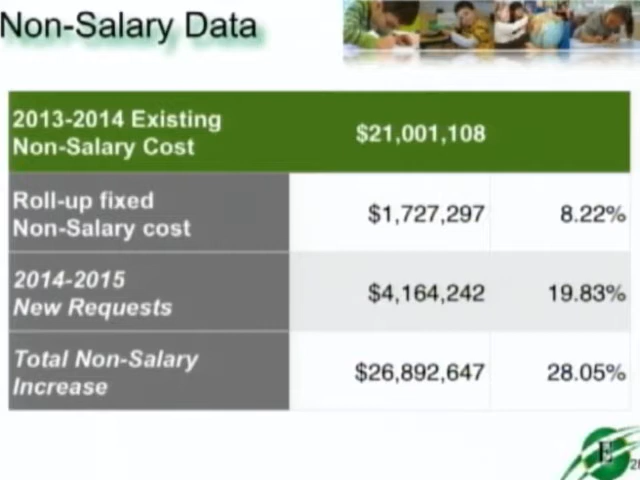 Non-Salary Data
2013-2014 Existing
Non-Salary Cost
$21,001,108
Roll-up fixed
Non-Salary cost
$1,727,297
8.22%
2014-2015
New Requests
$4,164,242
19.83%
Total Non-Salary
Increase
$26,892,647
28.05%
E